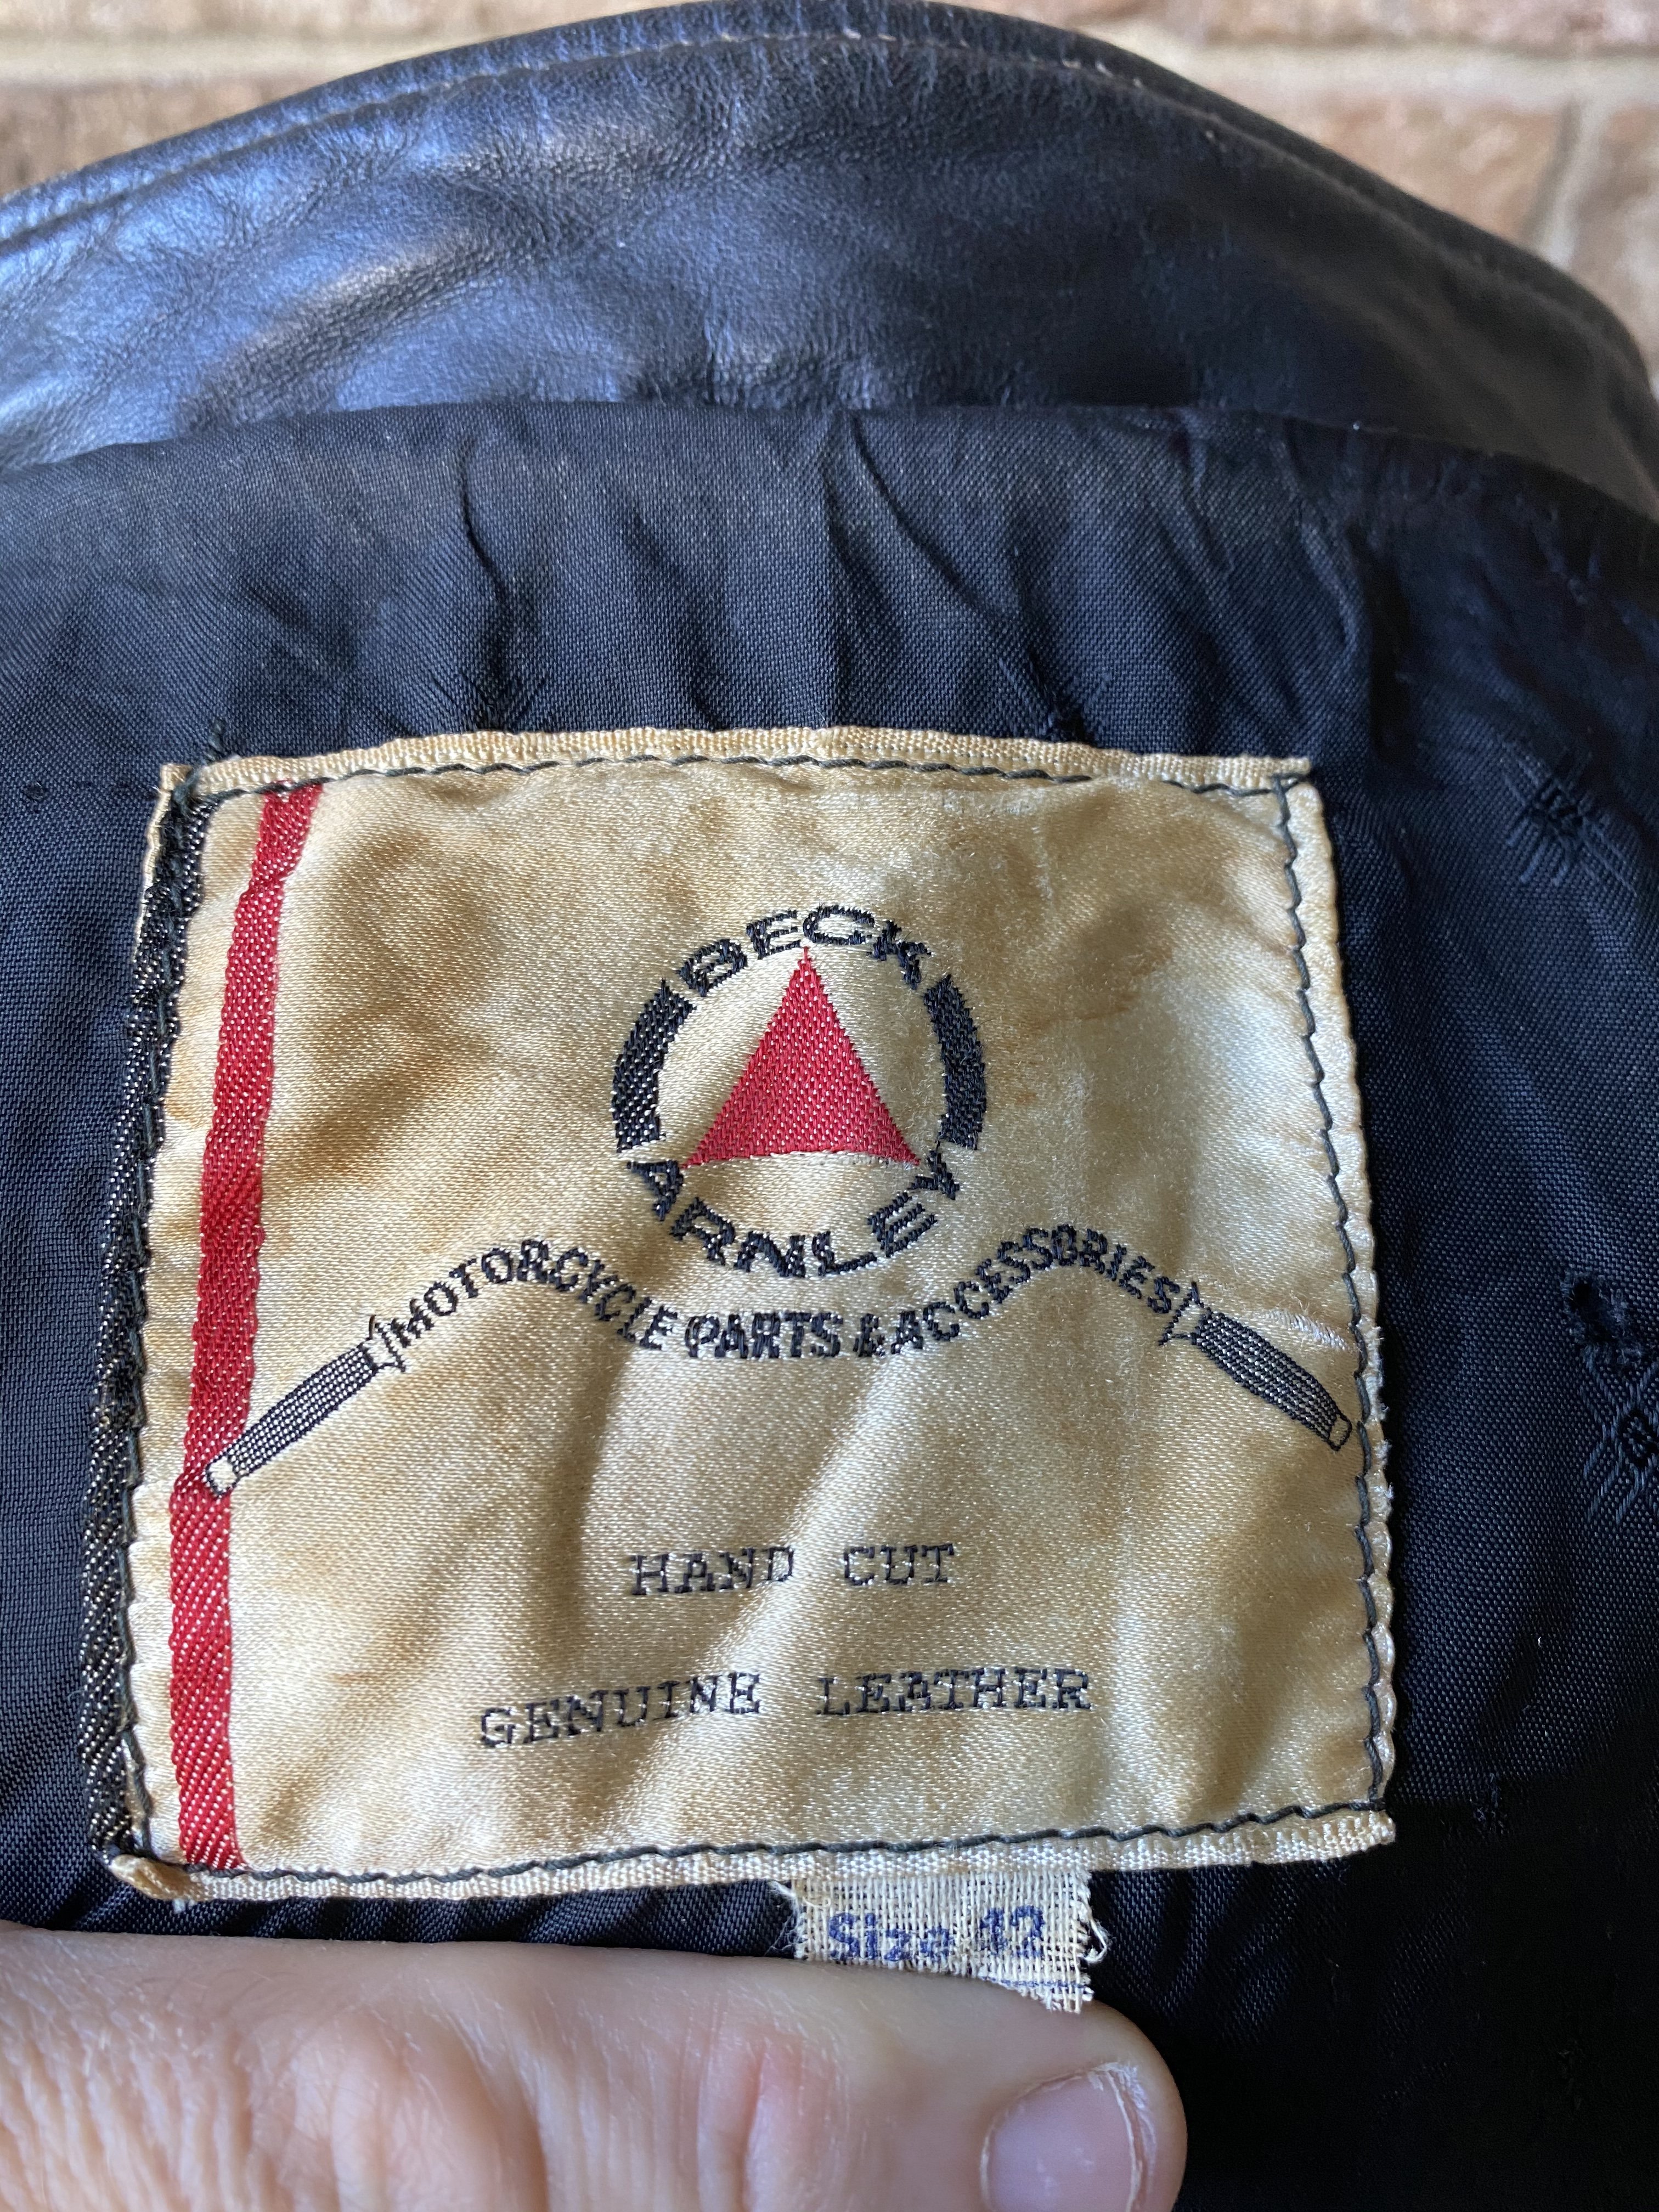 BECK
ARNLEY
MOTORCYCLE PARTS & ACCESSORIES
HAND CUT
GENUINE LEATHER
Size 42